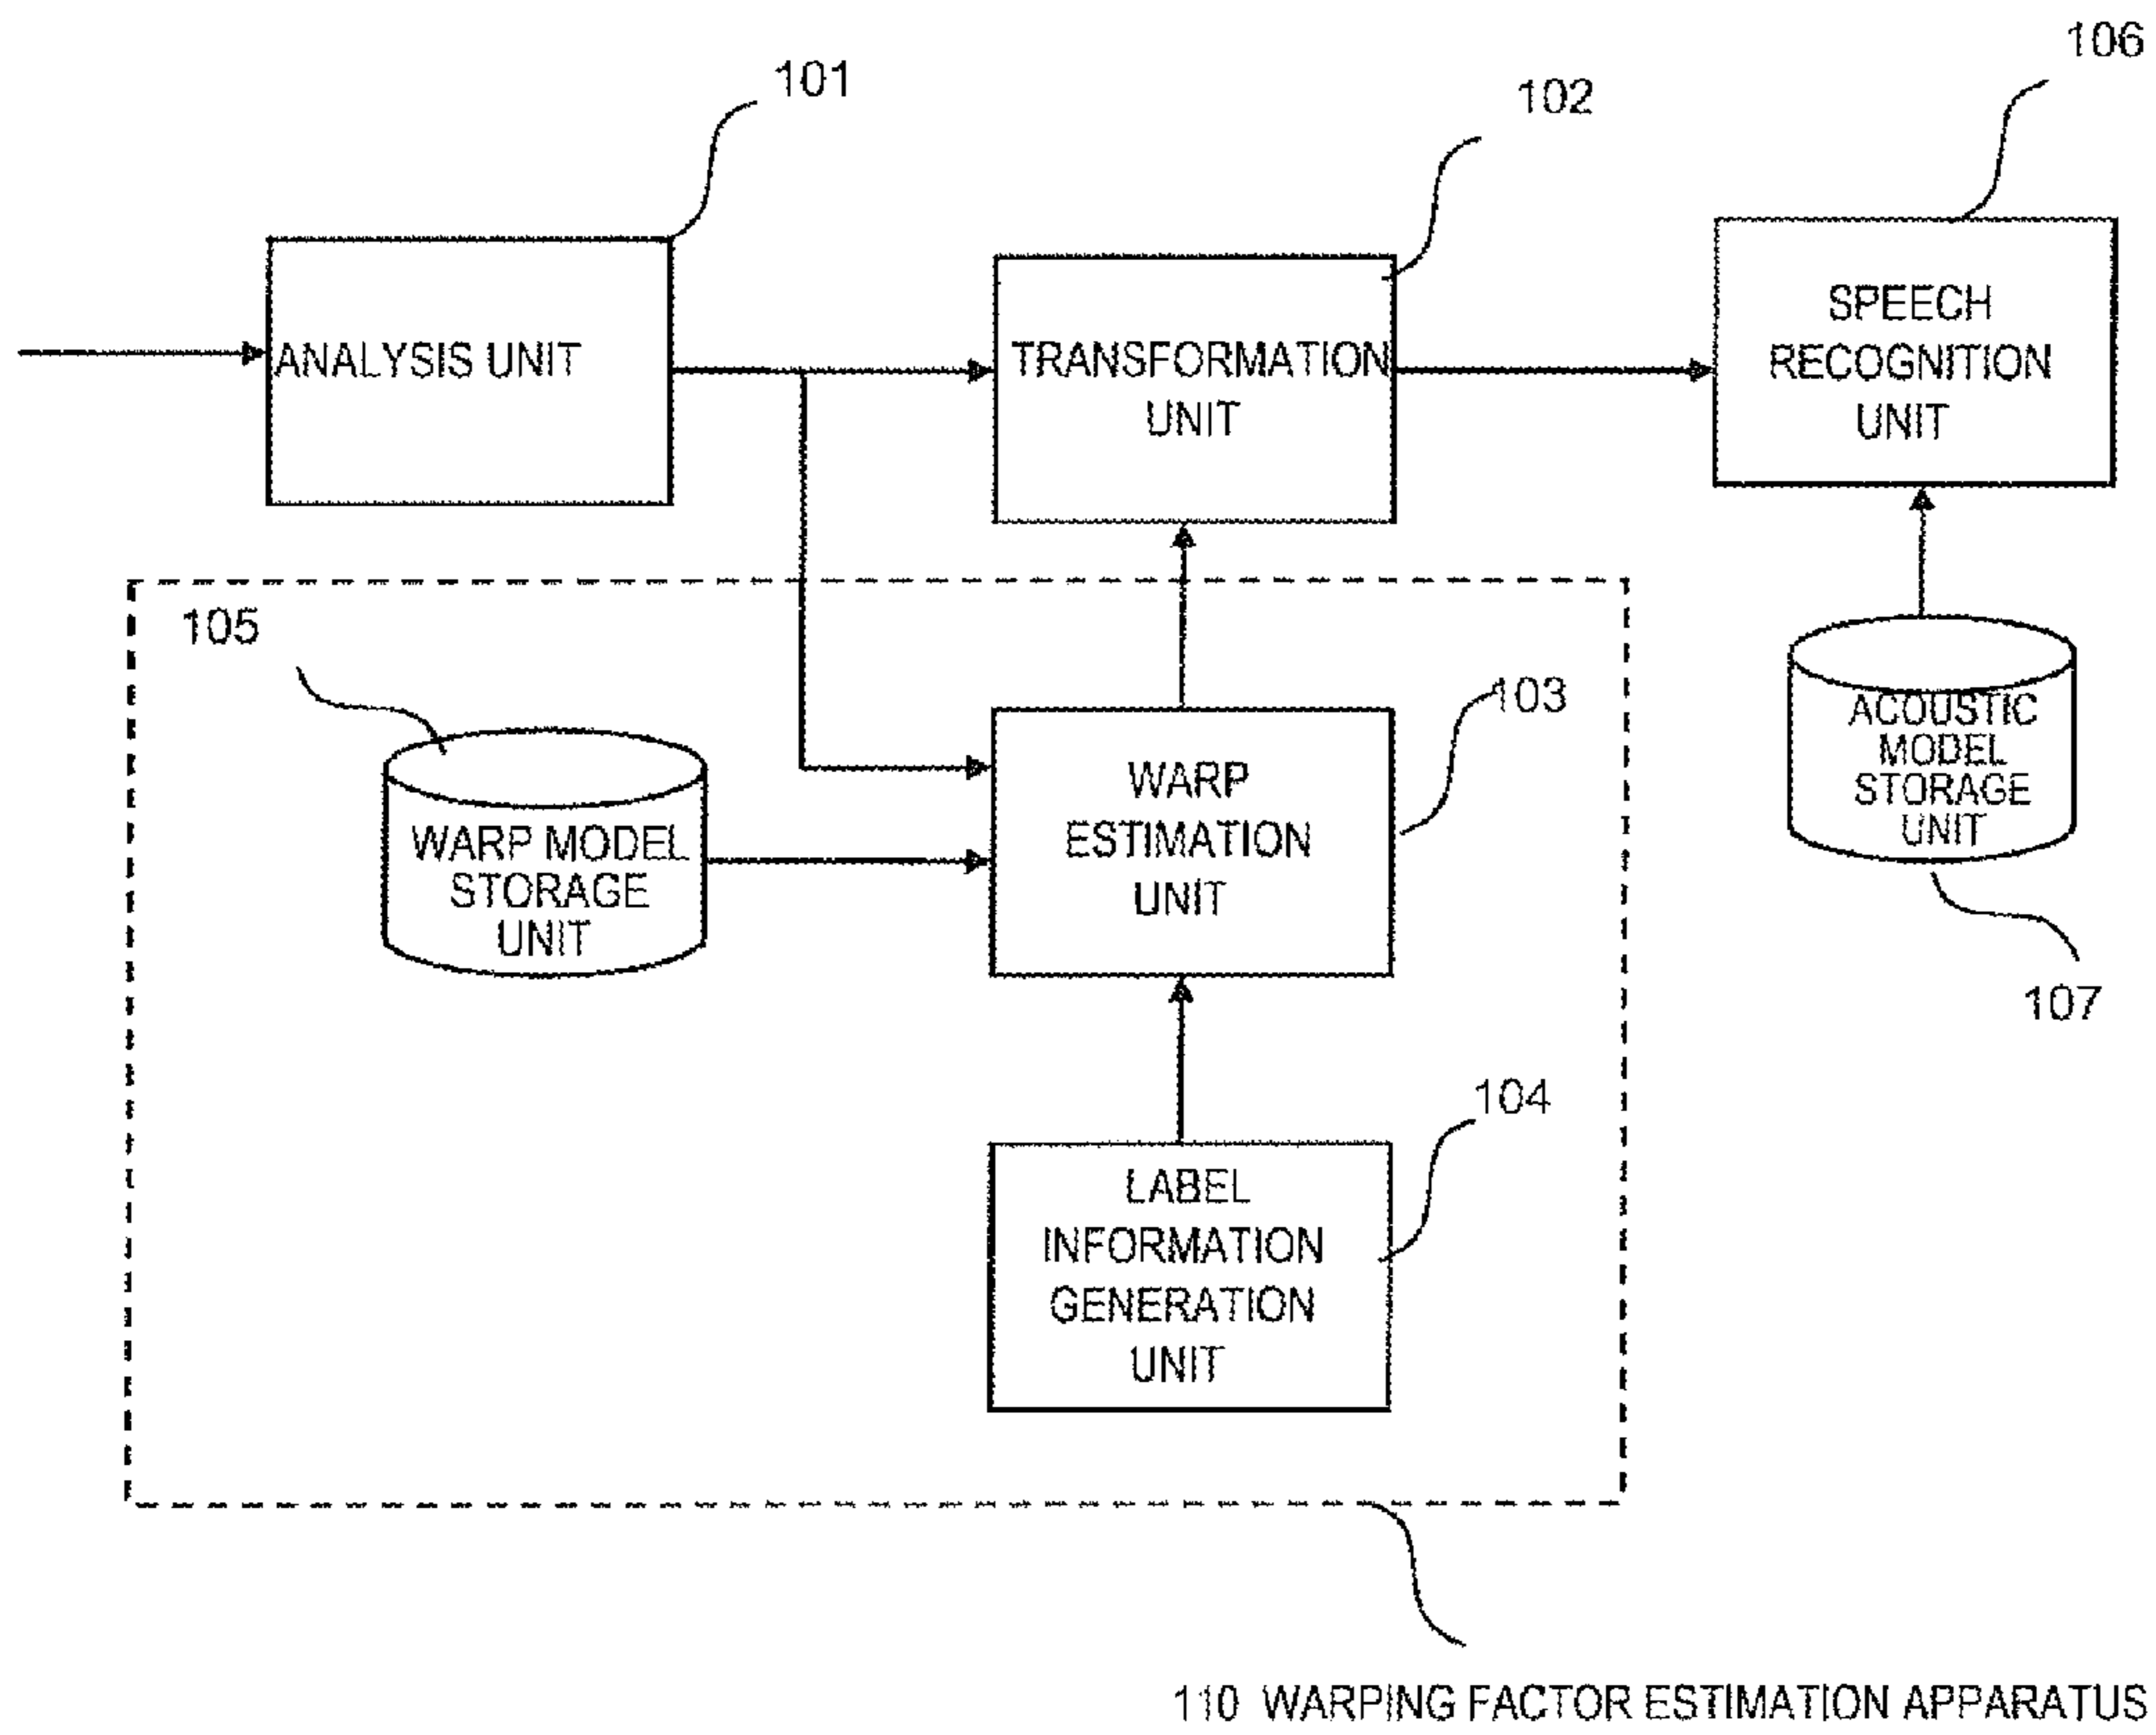 106
101
102
ANALYSIS UNIT
TRANSFORMATION
UNIT
SPEECH
RECOGNITION
UNIT
105
WARP MODEL
STORAGE
UNIT
103
WARP
ESTIMATION
UNIT
ACOUSTIC
MODEL
STORAGE
UNIT
107
104
LABEL
INFORMATION
GENERATION
UNIT
110 WARPING FACTOR ESTIMATION APPARATUS